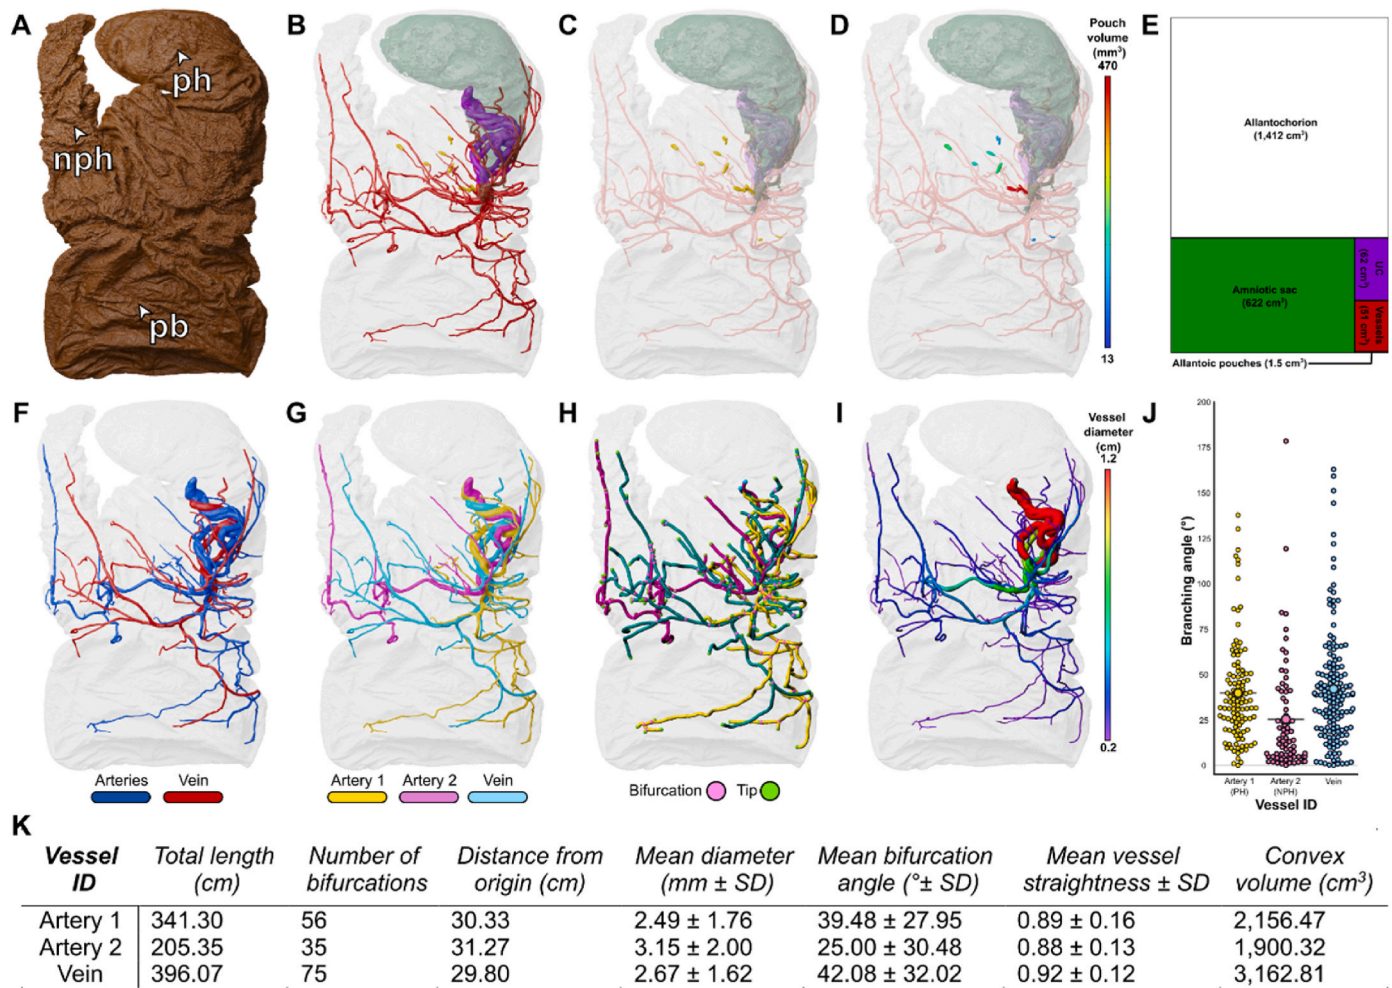 A
ph
nph
pb
B
C
D
Pouch
volume
(mm³)
470
13
E
Allantochorion
(1,412 cm³)
Amniotic sac
(622 cm³)
UC
(62 cm³)
Vessels
(51 cm³)
Allantoic pouches (1.5 cm³)
F
Arteries
Vein
G
Artery 1
Artery 2
Vein
H
Bifurcation
Tip
I
Vessel
diameter
(cm)
1.2
0.2
J
Branching angle (°)
200
175
150
125
100
75
50
25
0
Artery 1
(PH)
Artery 2
(NPH)
Vein
Vessel ID
K
Vessel ID Total length (cm) Number of bifurcations Distance from origin (cm) Mean diameter (mm ± SD) Mean bifurcation angle (°± SD) Mean vessel straightness ± SD Convex volume (cm³)
Artery 1 341.30 56 30.33 2.49 ± 1.76 39.48 ± 27.95 0.89 ± 0.16 2,156.47
Artery 2 205.35 35 31.27 3.15 ± 2.00 25.00 ± 30.48 0.88 ± 0.13 1,900.32
Vein 396.07 75 29.80 2.67 ± 1.62 42.08 ± 32.02 0.92 ± 0.12 3,162.81